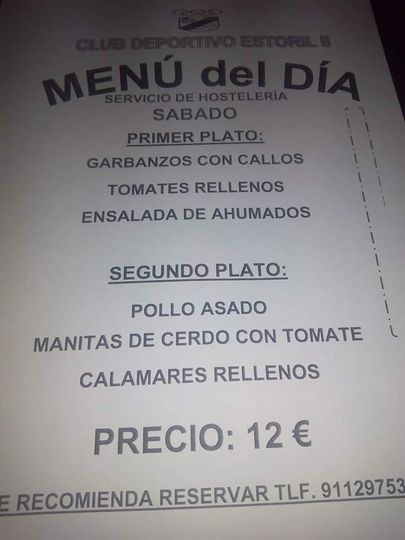 CLUB DEPORTIVO ESTORIL II
MENÚ del DÍA
SERVICIO DE HOSTELERÍA
SABADO
PRIMER PLATO:
GARBANZOS CON CALLOS
TOMATES RELLENOS
ENSALADA DE AHUMADOS
SEGUNDO PLATO:
POLLO ASADO
MANITAS DE CERDO CON TOMATE
CALAMARES RELLENOS
PRECIO: 12 €
E RECOMIENDA RESERVAR TLF. 91129753